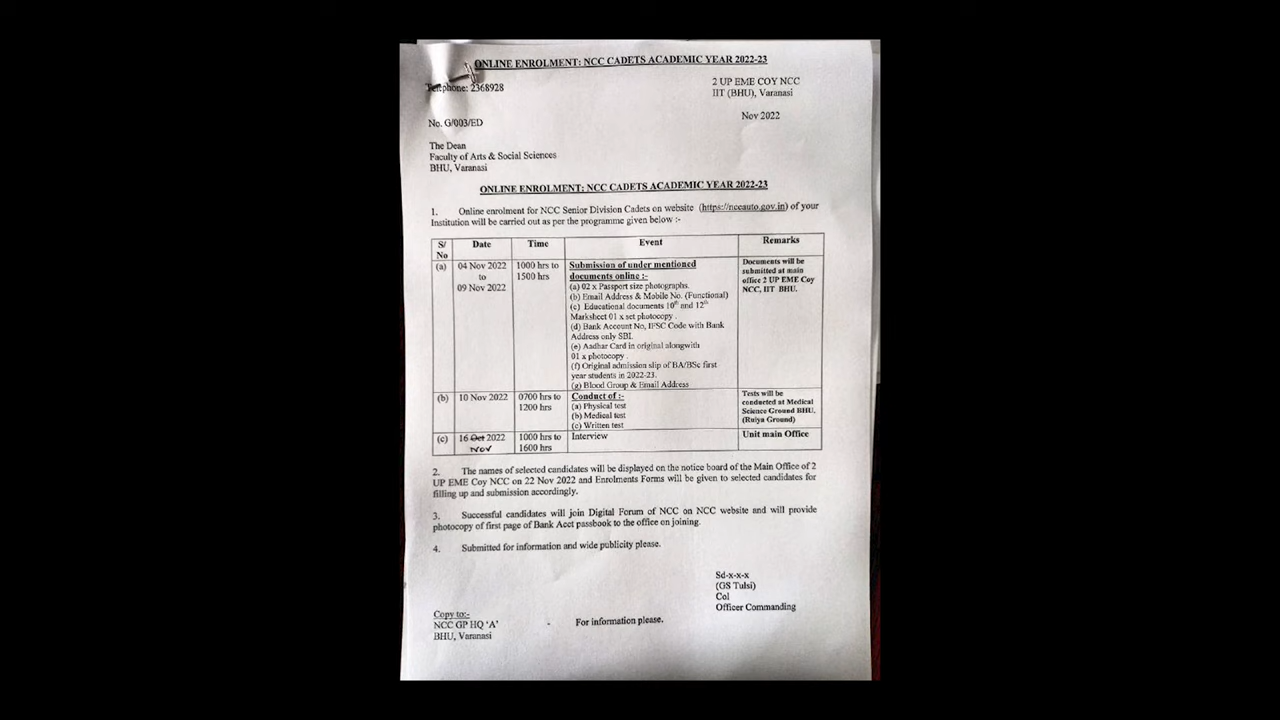 ONLINE ENROLMENT: NCC CADETS ACADEMIC YEAR 2022-23
Telephone: 2368928
2 UP EME COY NCC
IIT (BHU), Varanasi
Nov 2022
No. G/003/ED
The Dean
Faculty of Arts & Social Sciences
BHU, Varanasi
ONLINE ENROLMENT: NCC CADETS ACADEMIC YEAR 2022-23
1. Online enrolment for NCC Senior Division Cadets on website (https://nccauto.gov.in) of your
Institution will be carried out as per the programme given below :-
S/ No Date Time Event Remarks
(a) 04 Nov 2022 to 09 Nov 2022
1000 hrs to 1500 hrs
Submission of under mentioned
documents online :-
(a) 02 x Passport size photographs.
(b) Email Address & Mobile No. (Functional)
(c) Educational documents 10th and 12th
Marksheet 01 x set photocopy .
(d) Bank Account No, IFSC Code with Bank
Address only SBI.
(e) Aadhar Card in original alongwith
01 x photocopy .
(f) Original admission slip of BA/BSc first
year students in 2022-23.
(g) Blood Group & Email Address
Documents will be
submitted at main
office 2 UP EME Coy
NCC, IIT BHU.
(b) 10 Nov 2022
0700 hrs to 1200 hrs
Conduct of :-
(a) Physical test
(b) Medical test
(c) Written test
Tests will be
conducted at Medical
Science Ground BHU.
(Ruiya Ground)
(c) 16 Oct 2022
Nov
1000 hrs to 1600 hrs
Interview
Unit main Office
2. The names of selected candidates will be displayed on the notice board of the Main Office of 2
UP EME Coy NCC on 22 Nov 2022 and Enrolments Forms will be given to selected candidates for
filling up and submission accordingly.
3. Successful candidates will join Digital Forum of NCC on NCC website and will provide
photocopy of first page of Bank Acct passbook to the office on joining.
4. Submitted for information and wide publicity please.
Sd-x-x-x
(GS Tulsi)
Col
Officer Commanding
Copy to:-
NCC GP HQ ‘A’ - For information please.
BHU, Varanasi